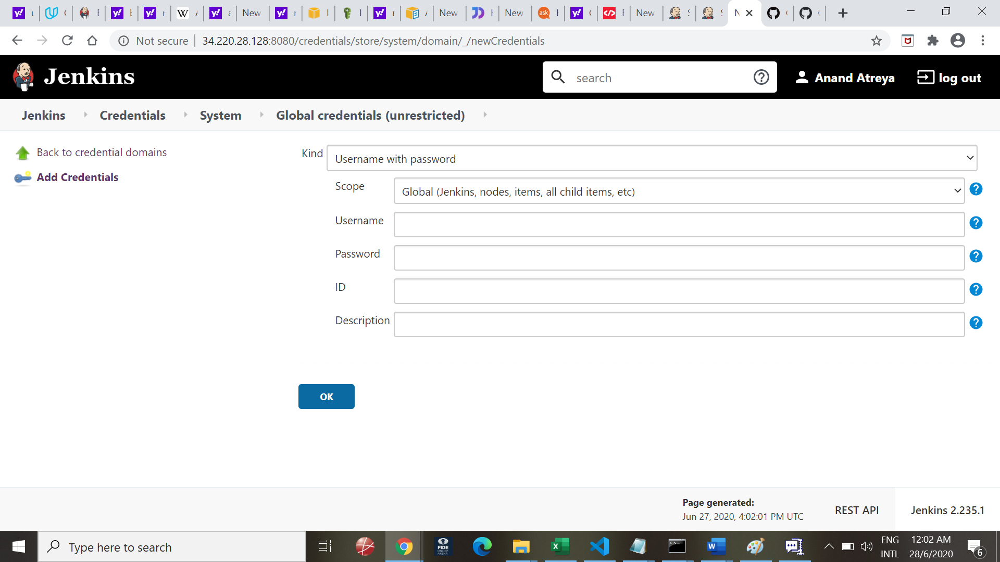 New
New
New
New
Not secure
34.220.28.128:8080/credentials/store/system/domain/_/newCredentials
Jenkins
search
Anand Atreya
log out
Jenkins
Credentials
System
Global credentials (unrestricted)
Back to credential domains
Add Credentials
Kind
Username with password
Scope
Global (Jenkins, nodes, items, all child items, etc)
Username
Password
ID
Description
OK
Page generated:
Jun 27, 2020, 4:02:01 PM UTC
REST API
Jenkins 2.235.1
Type here to search
FIDE
ENG
INTL
12:02 AM
28/6/2020
6